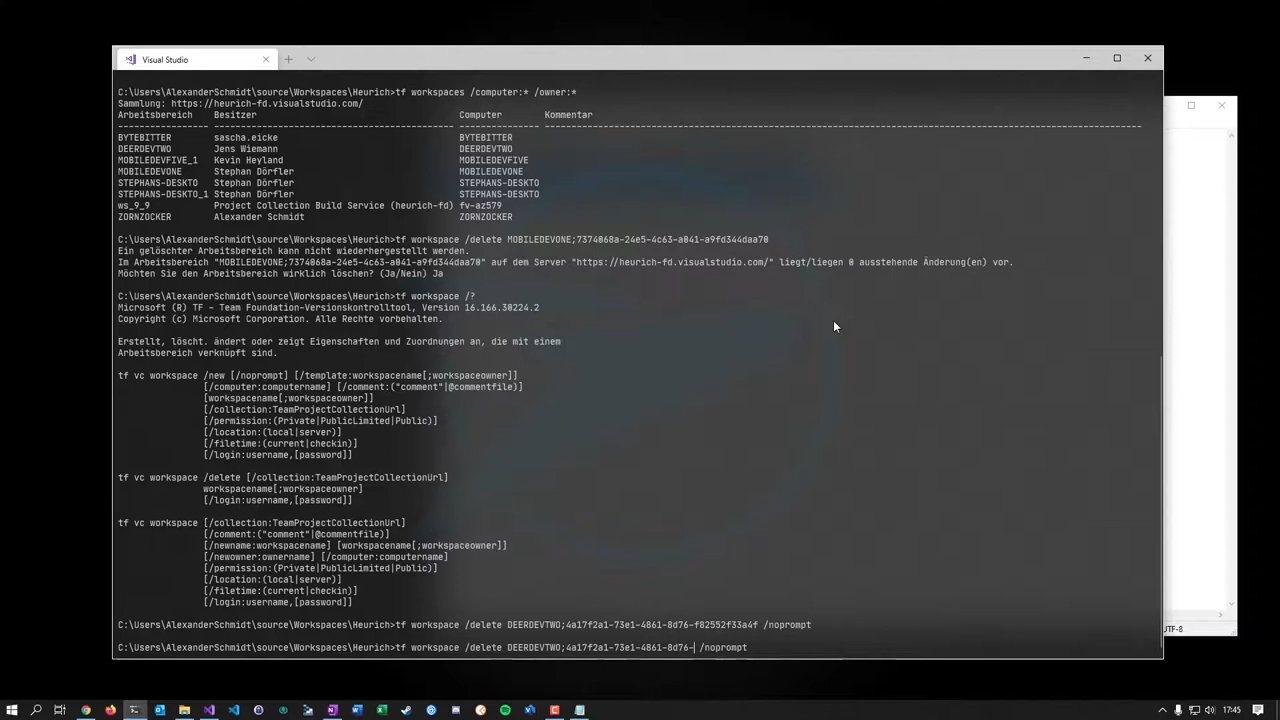 Visual Studio
C:\Users\AlexanderSchmidt\source\Workspaces\Heurich>tf workspaces /computer:* /owner:*
Sammlung: https://heurich-fd.visualstudio.com/
Arbeitsbereich Besitzer Computer Kommentar
BYTEBITTER sascha.eicke BYTEBITTER
DEERDEVTWO Jens Wiemann DEERDEVTWO
MOBILEDEVFIVE_1 Kevin Heyland MOBILEDEVFIVE
MOBILEDEVONE Stephan Dörfler MOBILEDEVONE
STEPHANS-DESKTO Stephan Dörfler STEPHANS-DESKTO
STEPHANS-DESKTO_1 Stephan Dörfler STEPHANS-DESKTO
ws_9_9 Project Collection Build Service (heurich-fd) fv-az579
ZORNZOCKER Alexander Schmidt ZORNZOCKER
C:\Users\AlexanderSchmidt\source\Workspaces\Heurich>tf workspace /delete MOBILEDEVONE;7374068a-24e5-4c63-a041-a9fd344daa70
Ein gelöschter Arbeitsbereich kann nicht wiederhergestellt werden.
Im Arbeitsbereich "MOBILEDEVONE;7374068a-24e5-4c63-a041-a9fd344daa70" auf dem Server "https://heurich-fd.visualstudio.com/" liegt/liegen 0 ausstehende Änderung(en) vor.
Möchten Sie den Arbeitsbereich wirklich löschen? (Ja/Nein) Ja
C:\Users\AlexanderSchmidt\source\Workspaces\Heurich>tf workspace /?
Microsoft (R) TF - Team Foundation-Versionskontrolltool, Version 16.166.30224.2
Copyright (c) Microsoft Corporation. Alle Rechte vorbehalten.
Erstellt, löscht. ändert oder zeigt Eigenschaften und Zuordnungen an, die mit einem
Arbeitsbereich verknüpft sind.
tf vc workspace /new [/noprompt] [/template:workspacename[;workspaceowner]]
[/computer:computername] [/comment:("comment"|@commentfile)]
[workspacename[;workspaceowner]]
[/collection:TeamProjectCollectionUrl]
[/permission:(Private|PublicLimited|Public)]
[/location:(local|server)]
[/filetime:(current|checkin)]
[/login:username,[password]]
tf vc workspace /delete [/collection:TeamProjectCollectionUrl]
workspacename[;workspaceowner]
[/login:username,[password]]
tf vc workspace [/collection:TeamProjectCollectionUrl]
[/comment:("comment"|@commentfile)]
[/newname:workspacename] [workspacename[;workspaceowner]]
[/newowner:ownername] [/computer:computername]
[/permission:(Private|PublicLimited|Public)]
[/location:(local|server)]
[/filetime:(current|checkin)]
[/login:username,[password]]
C:\Users\AlexanderSchmidt\source\Workspaces\Heurich>tf workspace /delete DEERDEVTWO;4a17f2a1-73e1-4861-8d76-f82552f33a4f /noprompt
C:\Users\AlexanderSchmidt\source\Workspaces\Heurich>tf workspace /delete DEERDEVTWO;4a17f2a1-73e1-4861-8d76- /noprompt
UTF-8
17:45